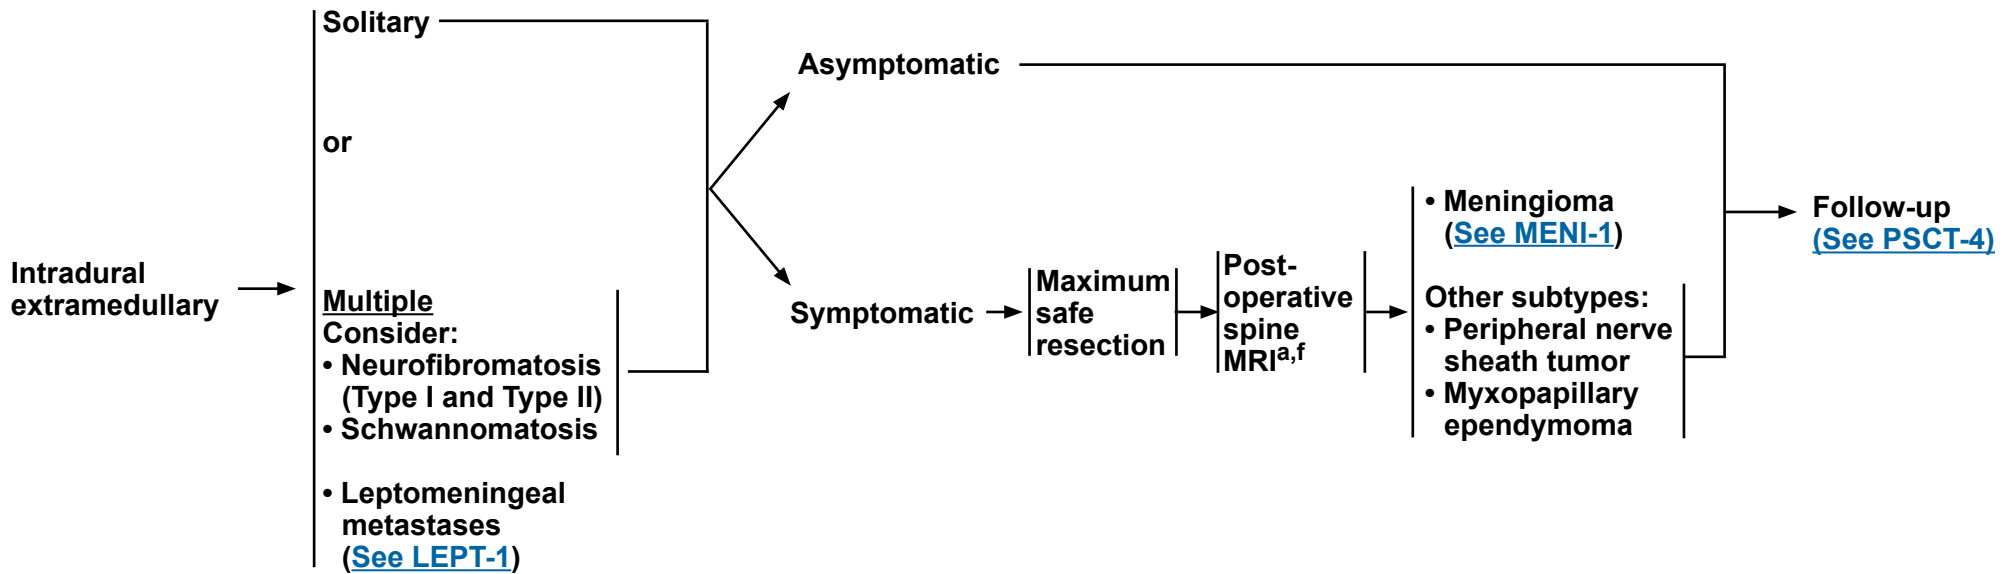 Intradural
extramedullary
Solitary
or
Multiple
Consider:
• Neurofibromatosis
(Type I and Type II)
• Schwannomatosis
• Leptomeningeal
metastases
(See LEPT-1)
Asymptomatic
Symptomatic
Maximum
safe
resection
Post-
operative
spine
MRIa,f
• Meningioma
(See MENI-1)
Other subtypes:
• Peripheral nerve
sheath tumor
• Myxopapillary
ependymoma
Follow-up
(See PSCT-4)